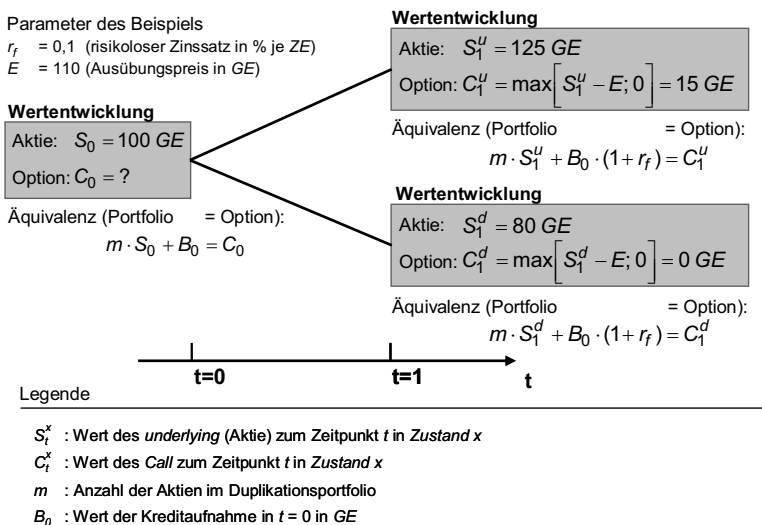 Parameter des Beispiels
r_f = 0,1 (risikoloser Zinssatz in % je ZE)
E = 110 (Ausübungspreis in GE)
Wertentwicklung
Aktie: S_0 = 100 GE
Option: C_0 = ?
Äquivalenz (Portfolio = Option):
m · S_0 + B_0 = C_0
Wertentwicklung
Aktie: S_1^u = 125 GE
Option: C_1^u = max[S_1^u − E; 0] = 15 GE
Äquivalenz (Portfolio = Option):
m · S_1^u + B_0 · (1 + r_f) = C_1^u
Wertentwicklung
Aktie: S_1^d = 80 GE
Option: C_1^d = max[S_1^d − E; 0] = 0 GE
Äquivalenz (Portfolio = Option):
m · S_1^d + B_0 · (1 + r_f) = C_1^d
t=0 t=1 t
Legende
S_t^x : Wert des underlying (Aktie) zum Zeitpunkt t in Zustand x
C_t^x : Wert des Call zum Zeitpunkt t in Zustand x
m : Anzahl der Aktien im Duplikationsportfolio
B_0 : Wert der Kreditaufnahme in t = 0 in GE